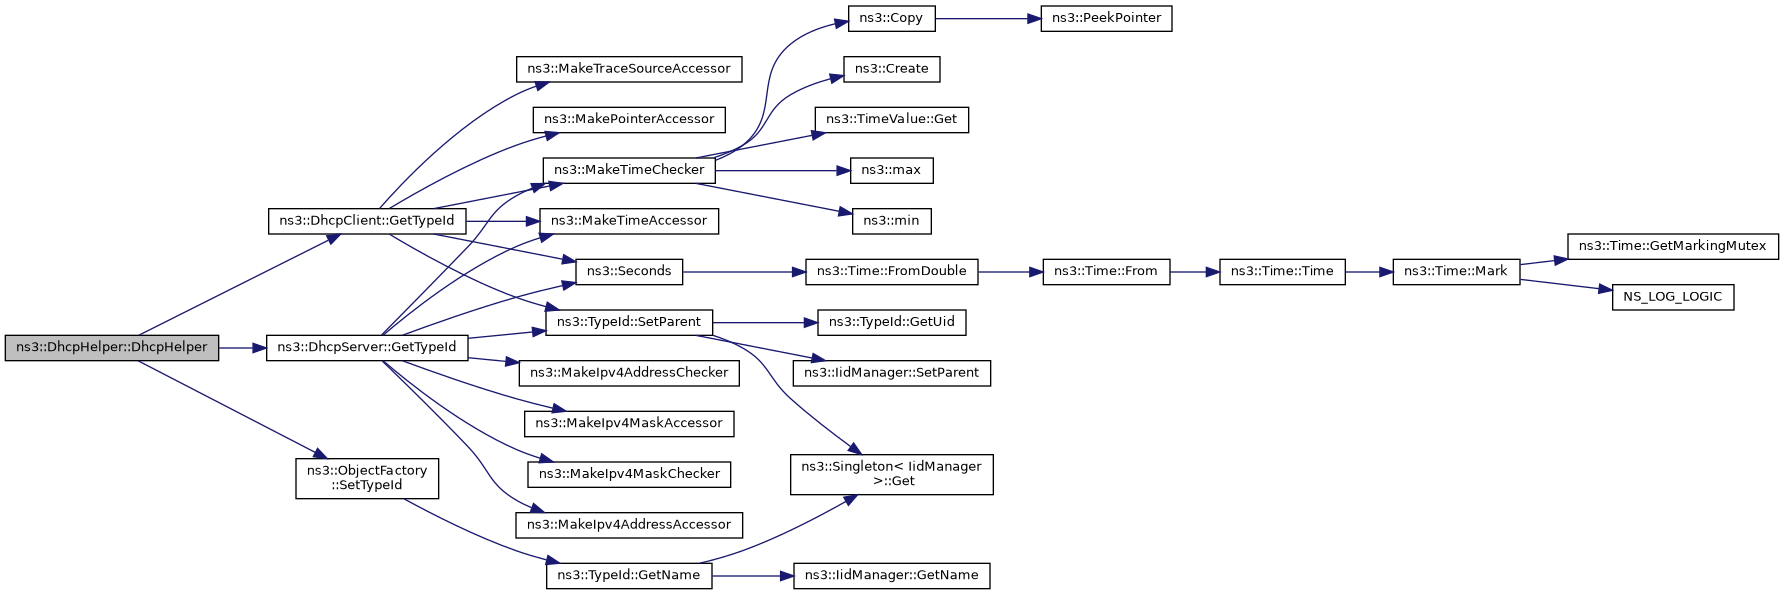 ns3::Copy
ns3::PeekPointer
ns3::MakeTraceSourceAccessor
ns3::Create
ns3::MakePointerAccessor
ns3::TimeValue::Get
ns3::MakeTimeChecker
ns3::max
ns3::DhcpClient::GetTypeId
ns3::MakeTimeAccessor
ns3::min
ns3::Time::GetMarkingMutex
ns3::Seconds
ns3::Time::FromDouble
ns3::Time::From
ns3::Time::Time
ns3::Time::Mark
NS_LOG_LOGIC
ns3::TypeId::SetParent
ns3::TypeId::GetUid
ns3::DhcpHelper::DhcpHelper
ns3::DhcpServer::GetTypeId
ns3::MakeIpv4AddressChecker
ns3::IidManager::SetParent
ns3::MakeIpv4MaskAccessor
ns3::ObjectFactory
::SetTypeId
ns3::MakeIpv4MaskChecker
ns3::Singleton< IidManager
>::Get
ns3::MakeIpv4AddressAccessor
ns3::TypeId::GetName
ns3::IidManager::GetName